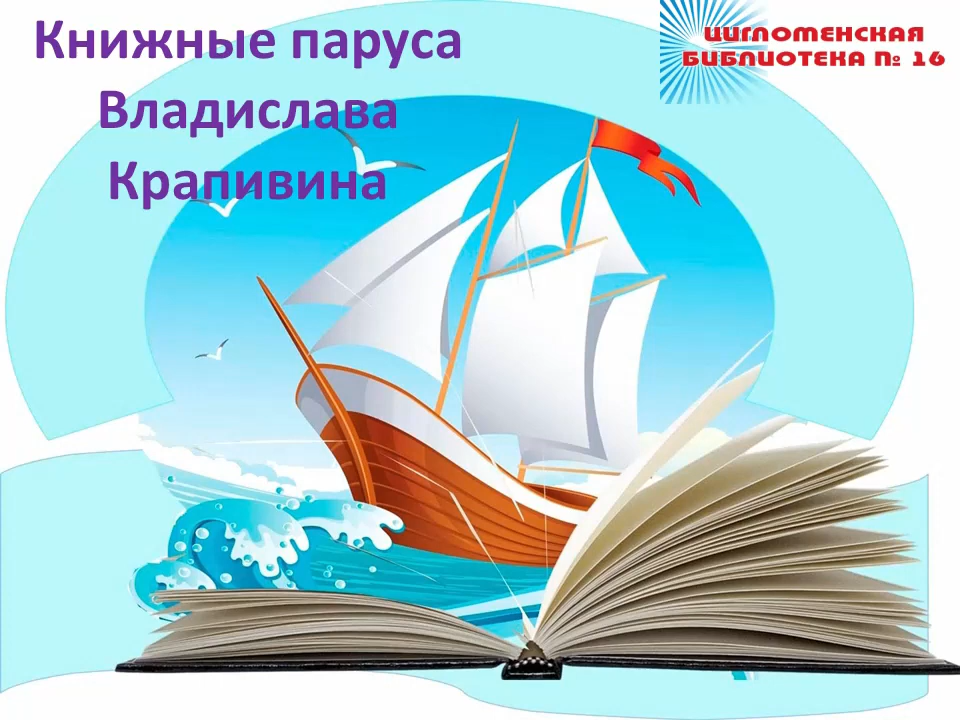 Книжные паруса
Владислава
Крапивина
ЦИГЛОМЕНСКАЯ
БИБЛИОТЕКА № 16